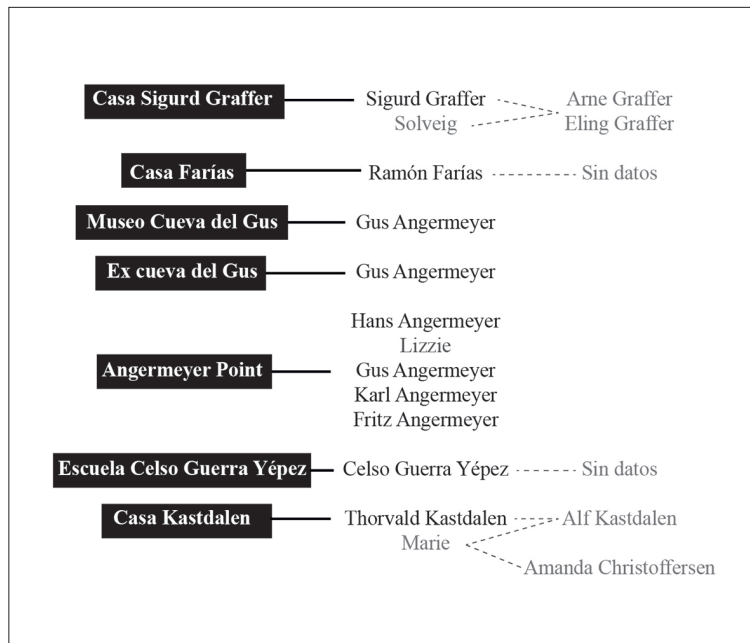 Casa Sigurd Graffer
Sigurd Graffer
Solveig
Arne Graffer
Eling Graffer
Casa Farías
Ramón Farías
Sin datos
Museo Cueva del Gus
Gus Angermeyer
Ex cueva del Gus
Gus Angermeyer
Angermeyer Point
Hans Angermeyer
Lizzie
Gus Angermeyer
Karl Angermeyer
Fritz Angermeyer
Escuela Celso Guerra Yépez
Celso Guerra Yépez
Sin datos
Casa Kastdalen
Thorvald Kastdalen
Marie
Alf Kastdalen
Amanda Christoffersen